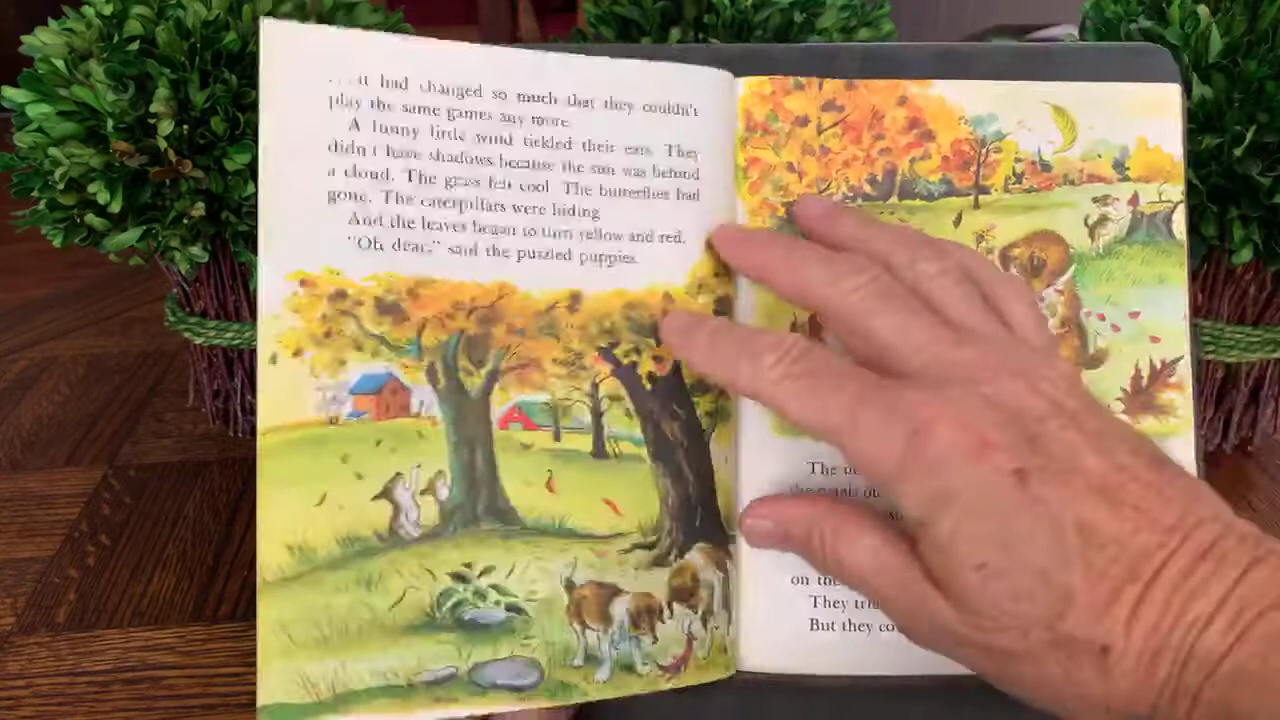 had changed so much that they couldn't
play the same games any more.
A funny little wind tickled their ears. They
didn't have shadows because the sun was behind
a cloud. The grass felt cool. The butterflies had
gone. The caterpillars were hiding.
And the leaves began to turn yellow and red.
"Oh, dear," said the puzzled puppies.
The
on the
They
But they